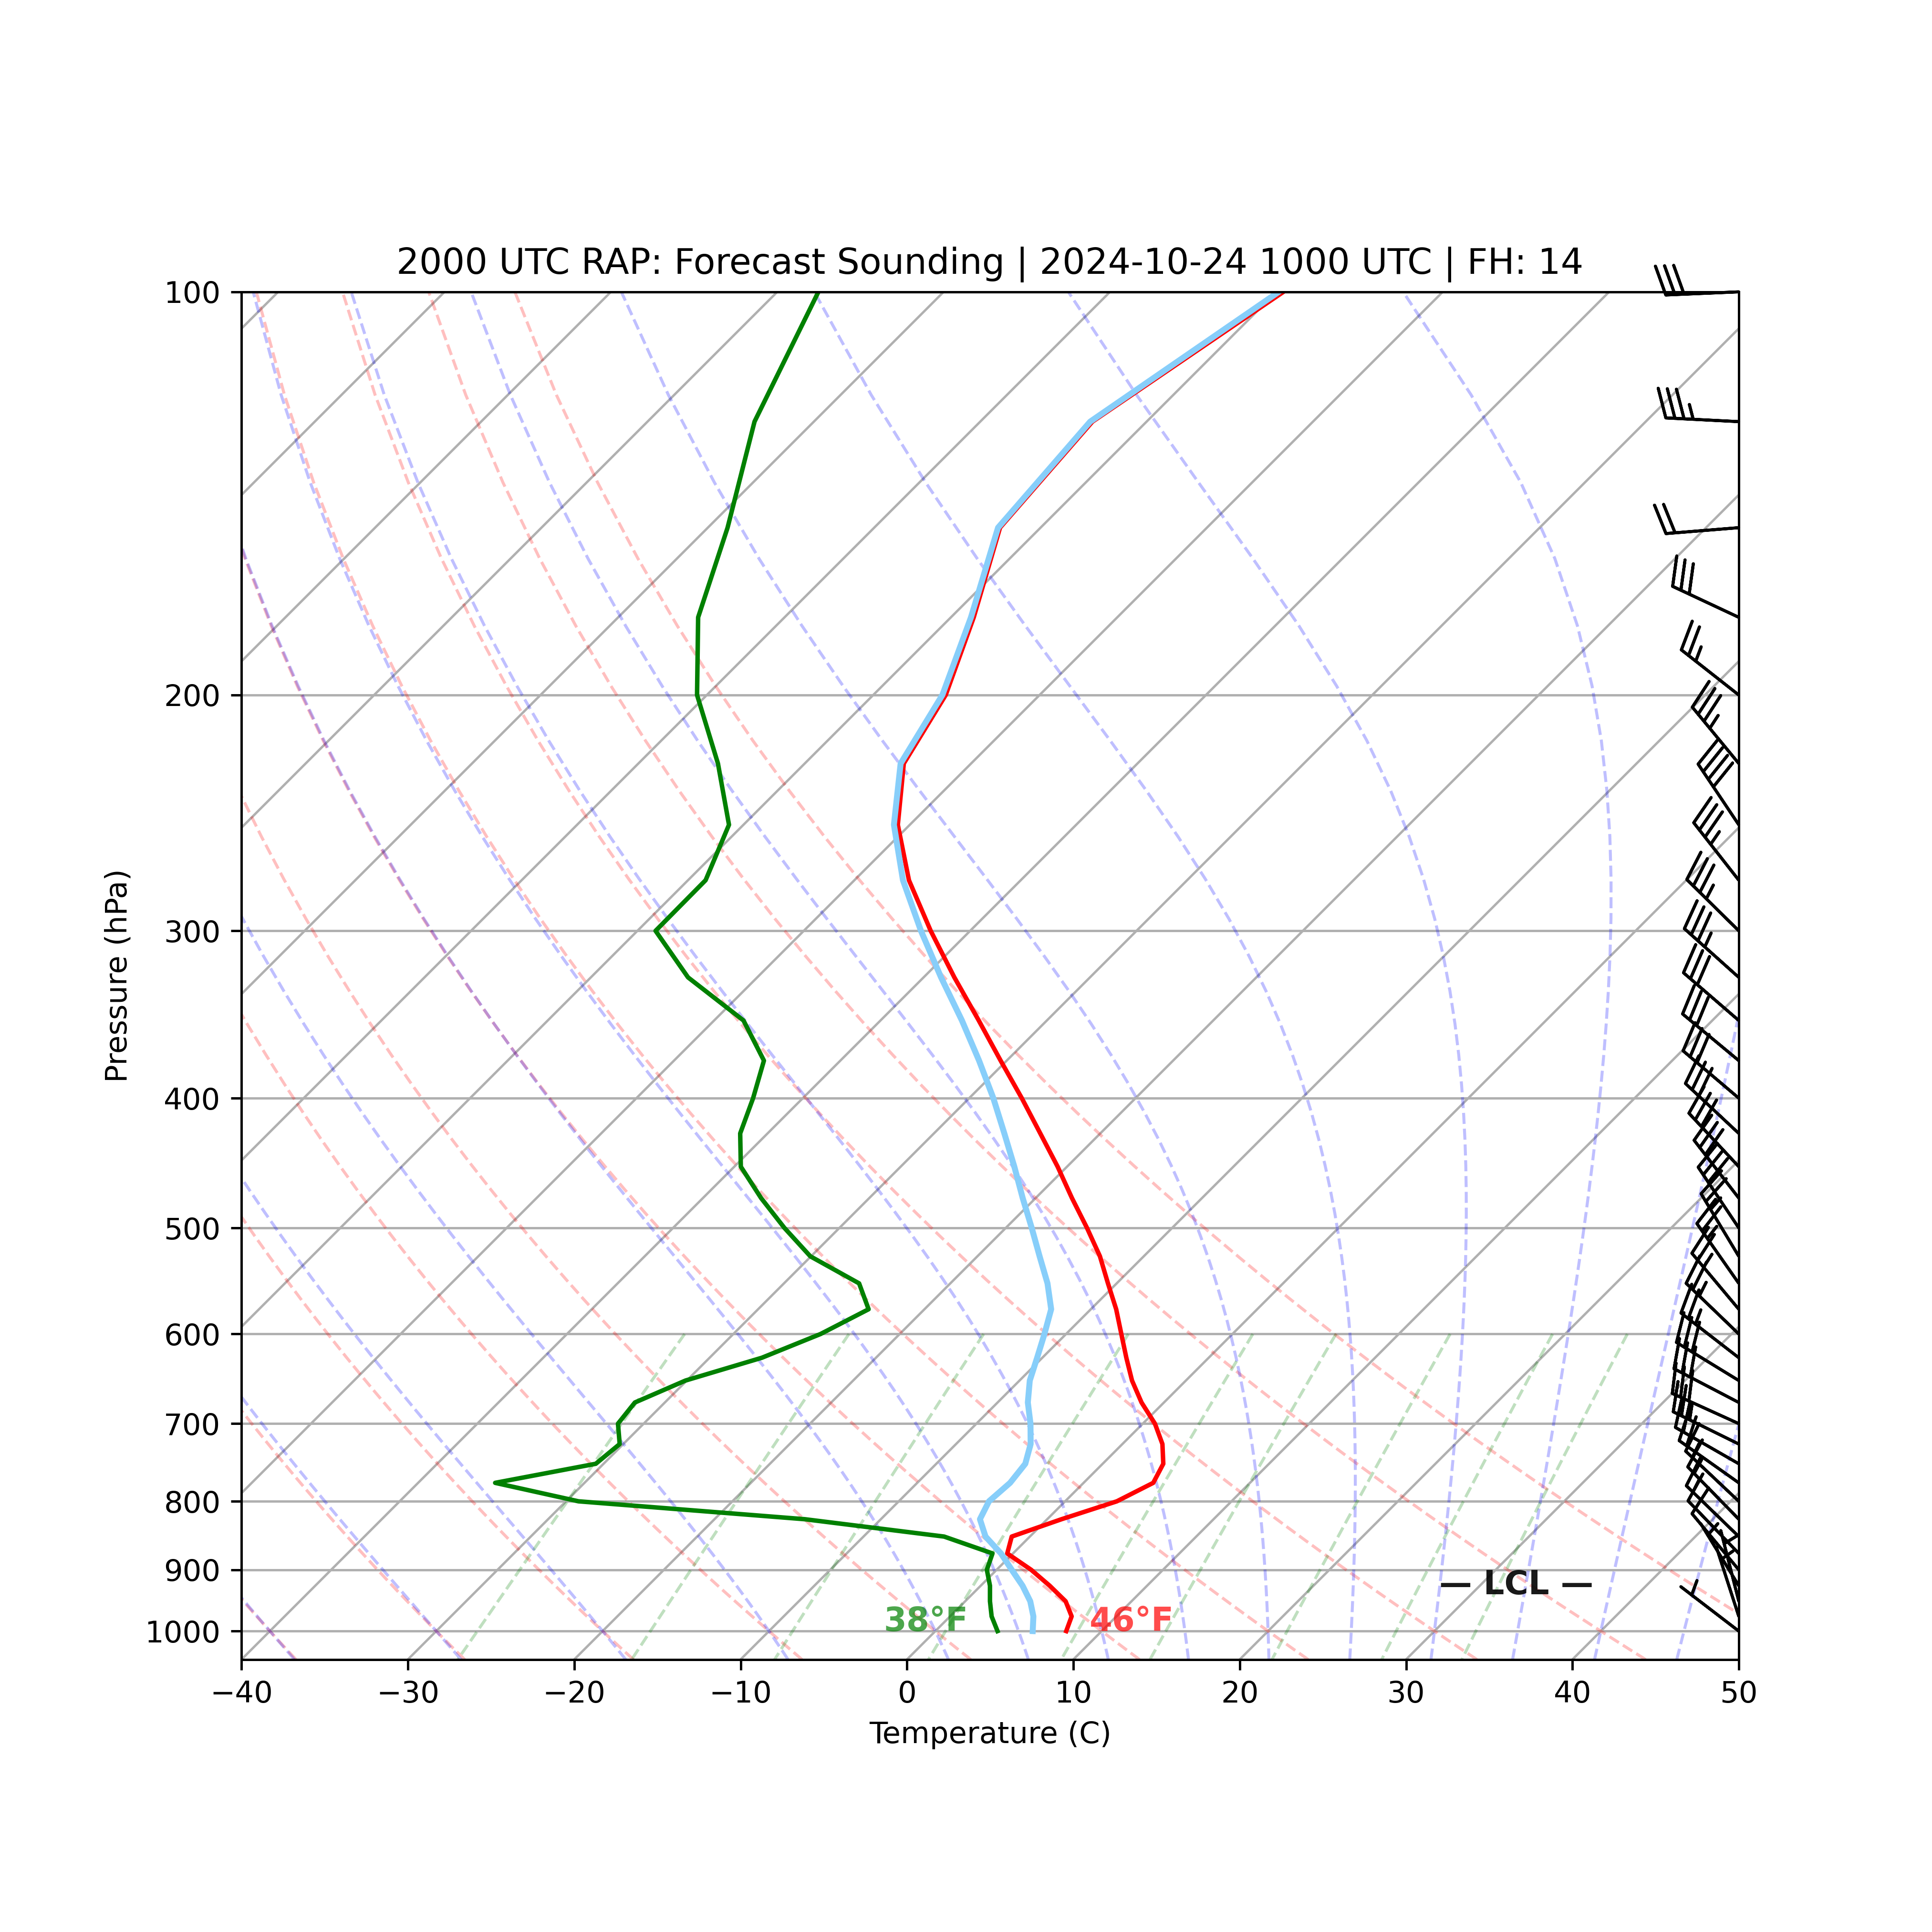 2000 UTC RAP: Forecast Sounding | 2024-10-24 1000 UTC | FH: 14
100
200
300
400
500
600
700
800
900
1000
Pressure (hPa)
— LCL —
38°F 46°F
−40 −30 −20 −10 0 10 20 30 40 50
Temperature (C)